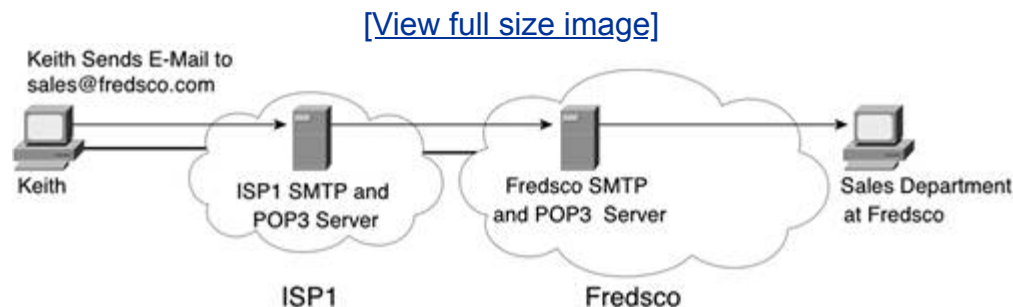 [View full size image]
Keith Sends E-Mail to
sales@fredsco.com
Keith
ISP1 SMTP and
POP3 Server
Fredsco SMTP
and POP3 Server
Sales Department
at Fredsco
ISP1
Fredsco